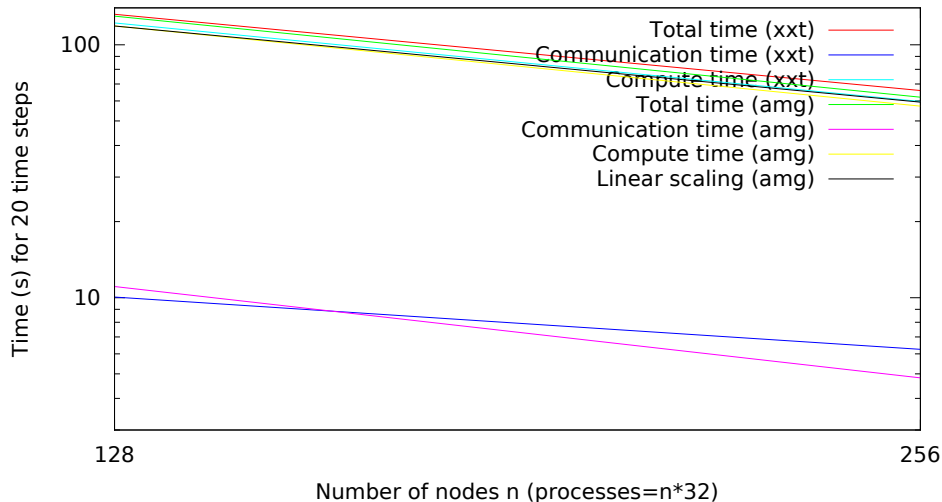 Total time (xxt)
100
Communication time (xxt)
Compute time (xxt)
Total time (amg)
Communication time (amg)
Compute time (amg)
Linear scaling (amg)
Time (s) for 20 time steps
10
128
256
Number of nodes n (processes=n*32)